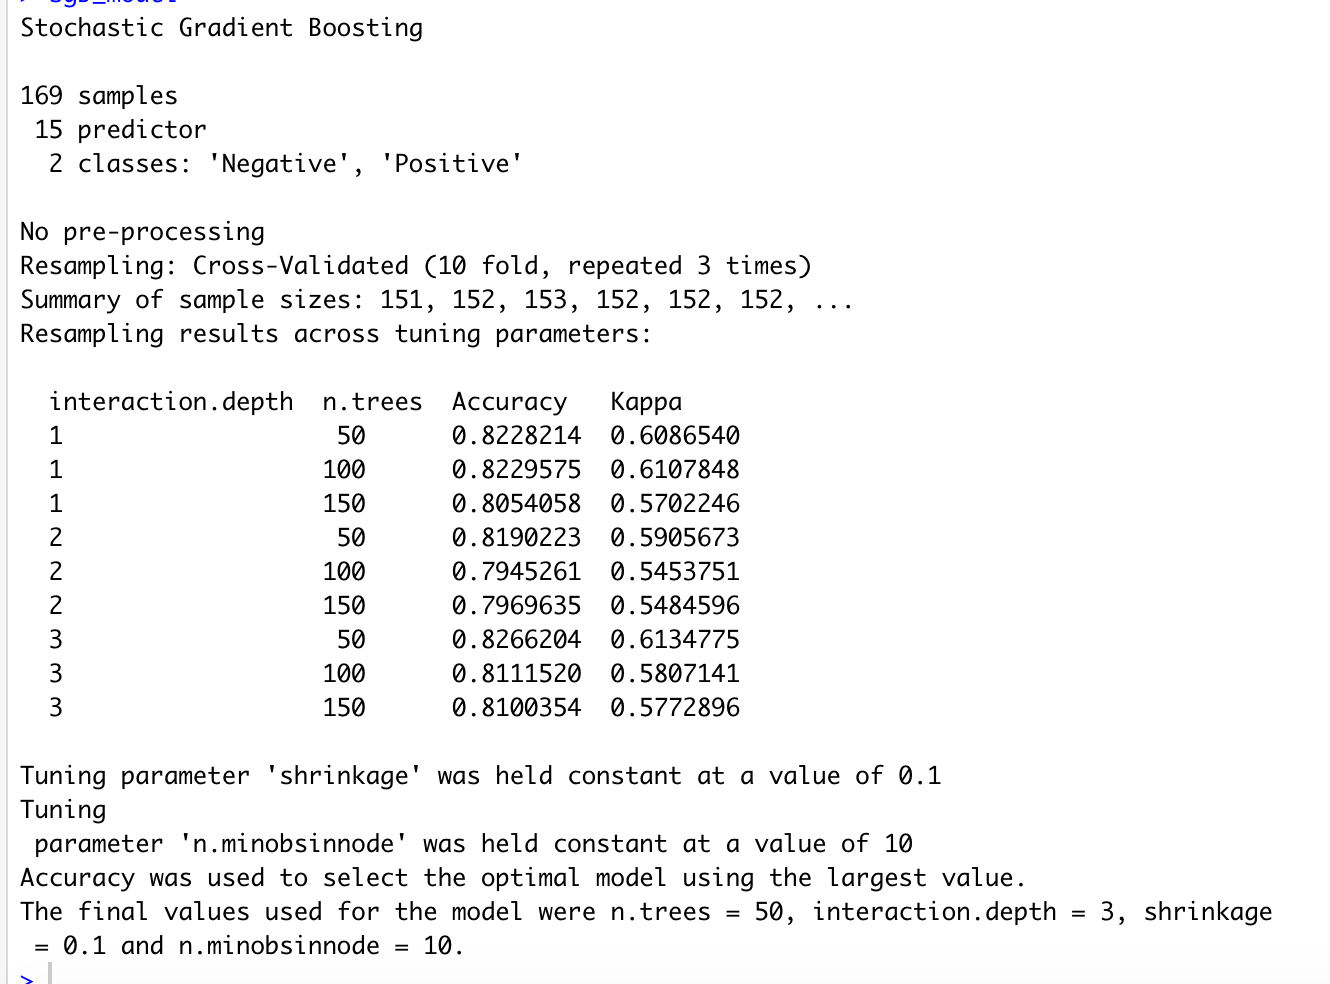 Stochastic Gradient Boosting
169 samples
15 predictor
2 classes: 'Negative', 'Positive'
No pre-processing
Resampling: Cross-Validated (10 fold, repeated 3 times)
Summary of sample sizes: 151, 152, 153, 152, 152, 152, ...
Resampling results across tuning parameters:
interaction.depth  n.trees  Accuracy   Kappa
1                   50      0.8228214  0.6086540
1                  100      0.8229575  0.6107848
1                  150      0.8054058  0.5702246
2                   50      0.8190223  0.5905673
2                  100      0.7945261  0.5453751
2                  150      0.7969635  0.5484596
3                   50      0.8266204  0.6134775
3                  100      0.8111520  0.5807141
3                  150      0.8100354  0.5772896
Tuning parameter 'shrinkage' was held constant at a value of 0.1
Tuning
parameter 'n.minobsinnode' was held constant at a value of 10
Accuracy was used to select the optimal model using the largest value.
The final values used for the model were n.trees = 50, interaction.depth = 3, shrinkage
= 0.1 and n.minobsinnode = 10.
>